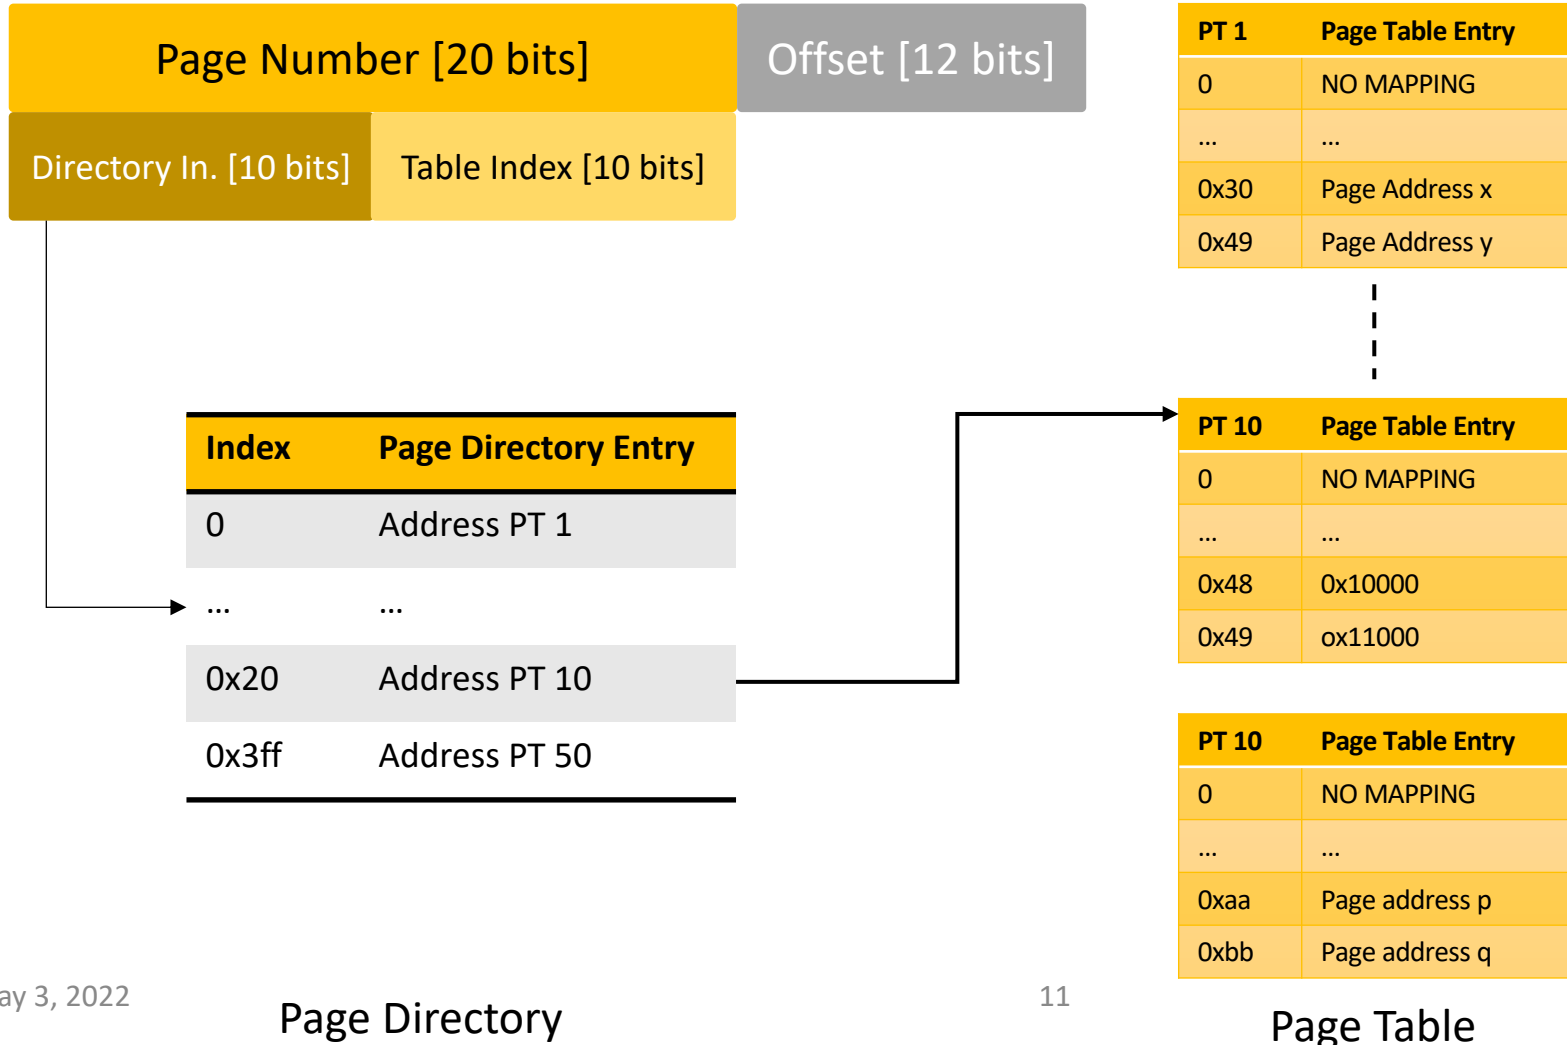 Page Number [20 bits]
Offset [12 bits]
Directory In. [10 bits]
Table Index [10 bits]
PT 1 Page Table Entry
0 NO MAPPING
... ...
0x30 Page Address x
0x49 Page Address y
Index Page Directory Entry
0 Address PT 1
... ...
0x20 Address PT 10
0x3ff Address PT 50
PT 10 Page Table Entry
0 NO MAPPING
... ...
0x48 0x10000
0x49 ox11000
PT 10 Page Table Entry
0 NO MAPPING
... ...
0xaa Page address p
0xbb Page address q
ay 3, 2022
Page Directory
11
Page Table